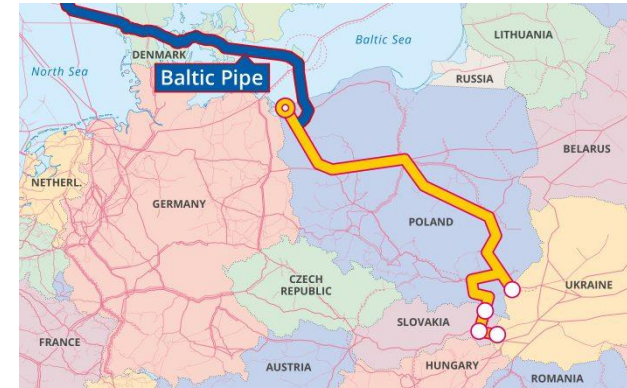 LITHUANIA
Baltic Sea
DENMARK
North Sea
Baltic Pipe
RUSSIA
BELARUS
NETHERL.
GERMANY
POLAND
CZECH
REPUBLIC
UKRAINE
SLOVAKIA
FRANCE
AUSTRIA
HUNGARY
ROMANIA